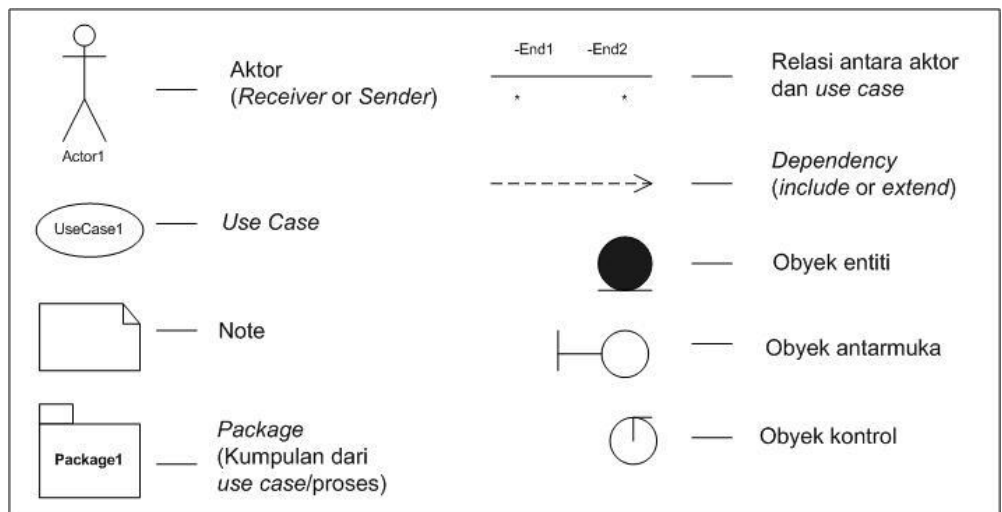 Actor1
Aktor
(Receiver or Sender)
UseCase1
Use Case
Note
Package1
Package
(Kumpulan dari
use case/proses)
-End1 -End2
* *
Relasi antara aktor
dan use case
Dependency
(include or extend)
Obyek entiti
Obyek antarmuka
Obyek kontrol